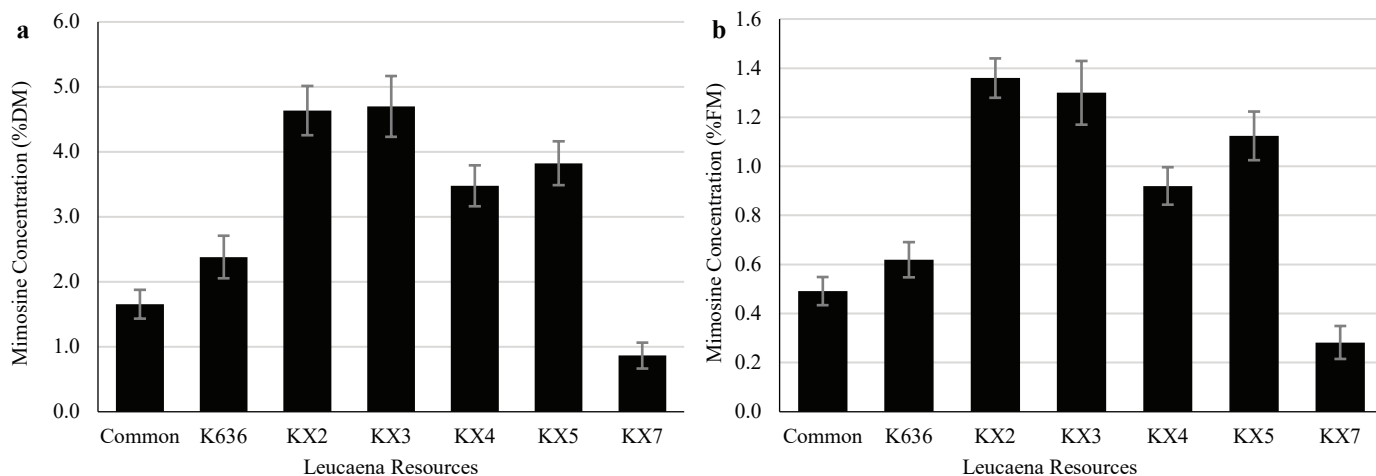 a
Mimosine Concentration (%DM)
6.0
5.0
4.0
3.0
2.0
1.0
0.0
Common K636 KX2 KX3 KX4 KX5 KX7
Leucaena Resources
b
Mimosine Concentration (%FM)
1.6
1.4
1.2
1.0
0.8
0.6
0.4
0.2
0.0
Common K636 KX2 KX3 KX4 KX5 KX7
Leucaena Resources